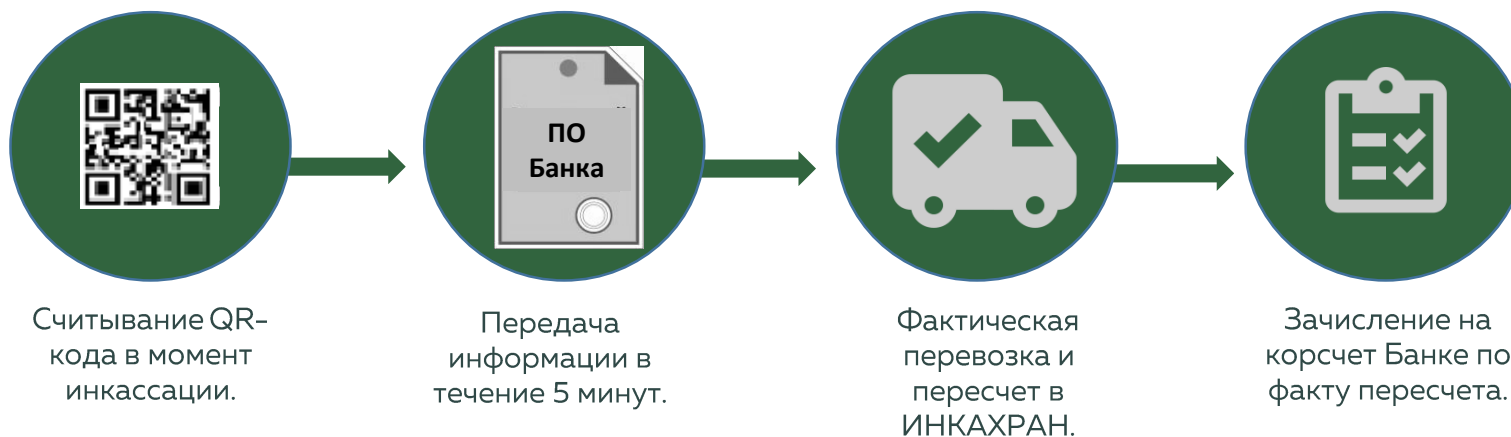 ПО
Банка
Считывание QR-
кода в момент
инкассации.
Передача
информации в
течение 5 минут.
Фактическая
перевозка и
пересчет в
ИНКАХРАН.
Зачисление на
корсчет Банке по
факту пересчета.